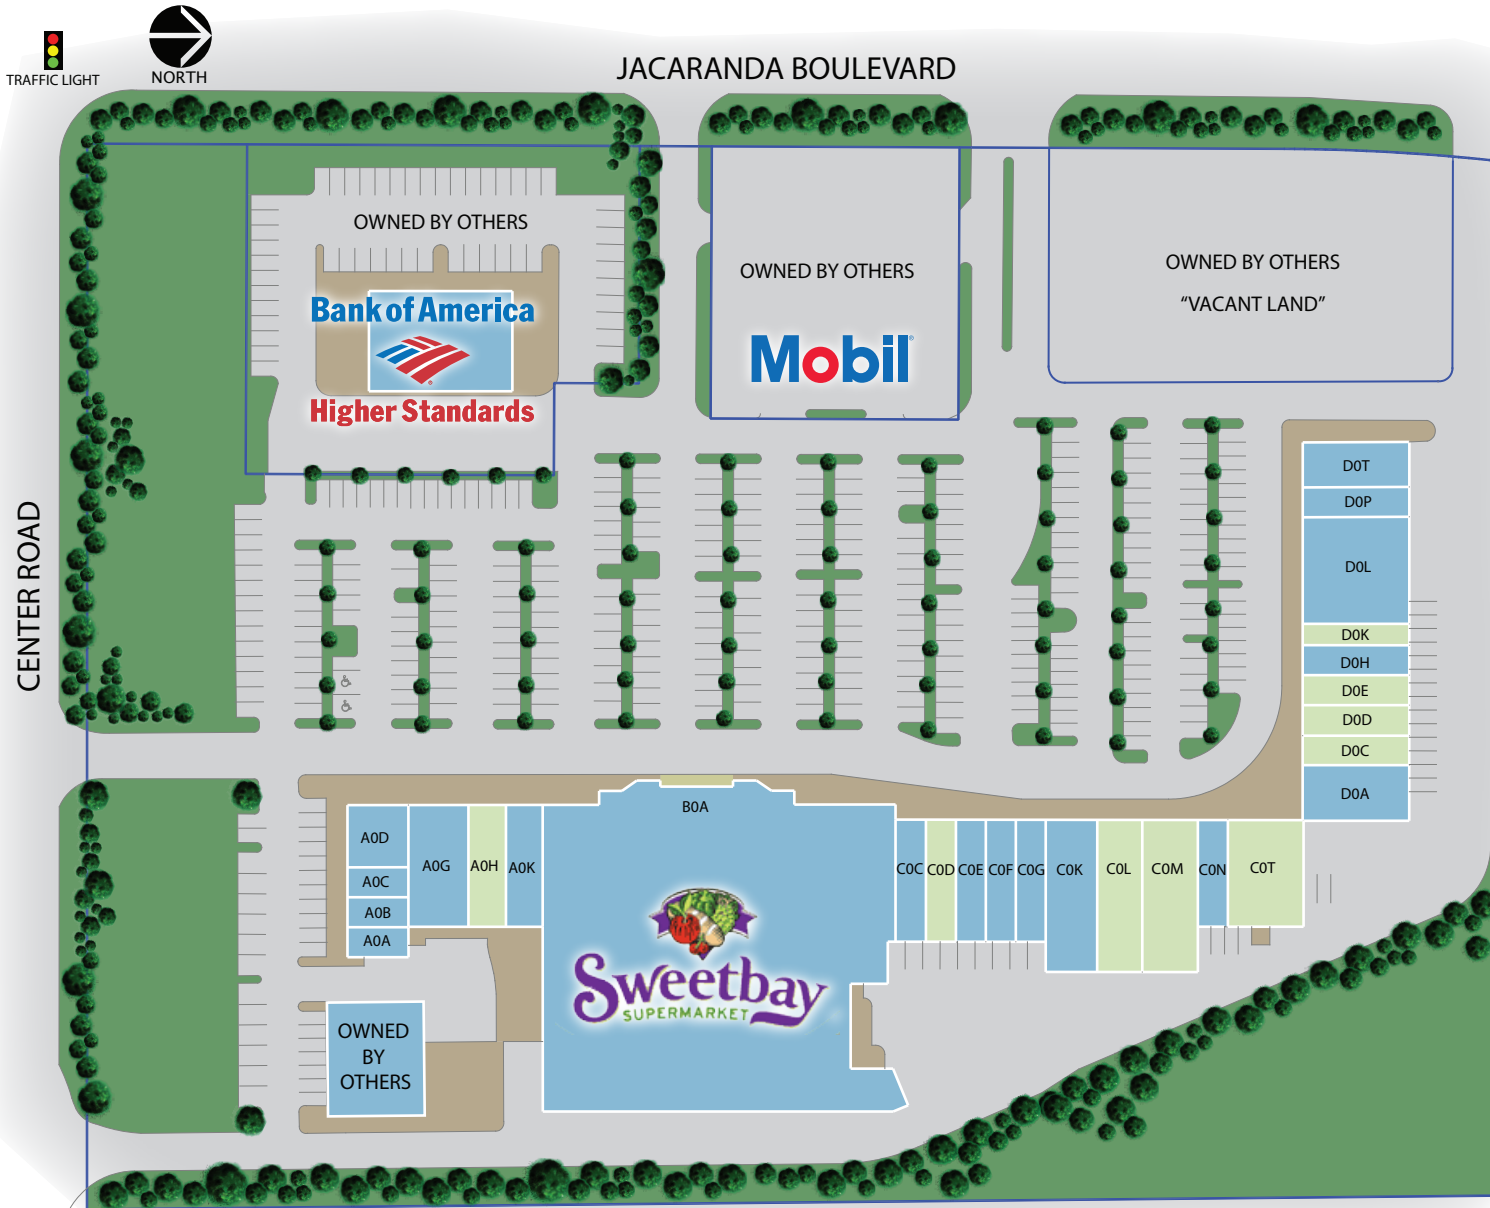 TRAFFIC LIGHT
NORTH
JACARANDA BOULEVARD
CENTER ROAD
OWNED BY OTHERS
Bank of America
Higher Standards
OWNED BY OTHERS
Mobil
OWNED BY OTHERS
“VACANT LAND”
D0T
D0P
D0L
D0K
D0H
D0E
D0D
D0C
D0A
B0A
A0D
A0C
A0B
A0A
A0G
A0H
A0K
C0C
C0D
C0E
C0F
C0G
C0K
C0L
C0M
C0N
C0T
Sweetbay
SUPERMARKET
OWNED
BY
OTHERS